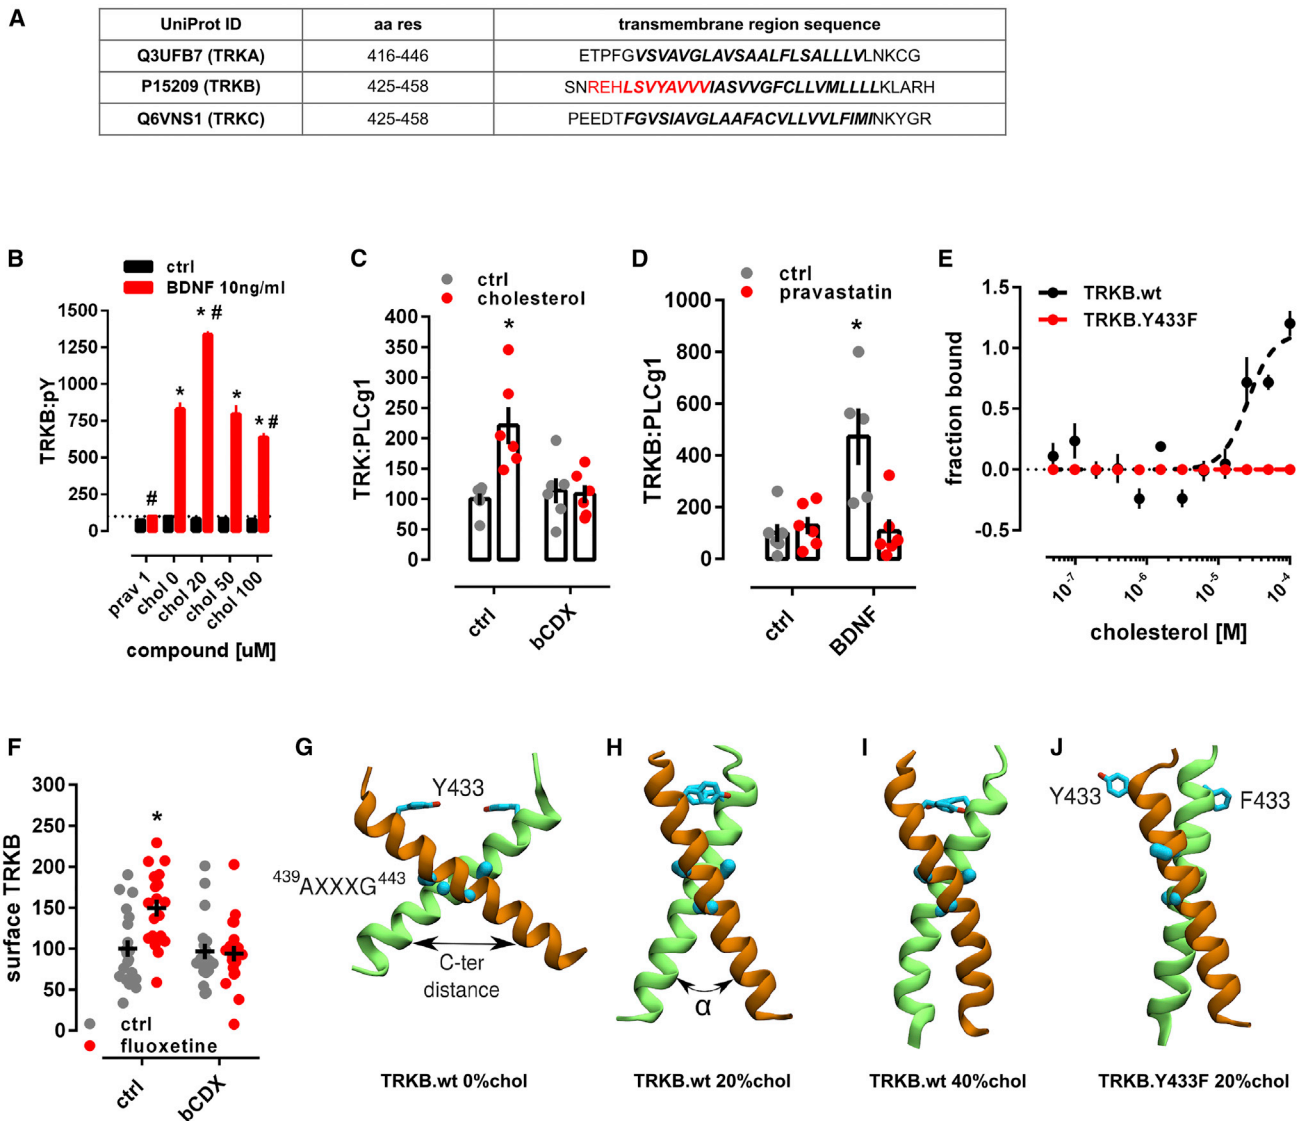 A
UniProt ID aa res transmembrane region sequence
Q3UFB7 (TRKA) 416-446 ETPFGVSVAVGLAVSAALFLSALLLVLNKCG
P15209 (TRKB) 425-458 SNREHLSVYAVVVIASVVGFCLLVMLLLLKLARH
Q6VNS1 (TRKC) 425-458 PEEDTFGVSIAVGLAAFACVLLVVLFIMINKYGR
B
ctrl
BDNF 10ng/ml
TRKB:pY
1500
1250
1000
750
500
250
0
#
*
* #
*
* #
prav 1
chol 0
chol 20
chol 50
chol 100
compound [uM]
C
ctrl
cholesterol
TRK:PLCg1
400
350
300
250
200
150
100
50
0
*
ctrl
bCDX
D
ctrl
pravastatin
TRKB:PLCg1
1000
800
600
400
200
0
*
ctrl
BDNF
E
TRKB.wt
TRKB.Y433F
fraction bound
1.5
1.0
0.5
0.0
-0.5
10-7
10-6
10-5
10-4
cholesterol [M]
F
surface TRKB
300
250
200
150
100
50
0
*
ctrl
fluoxetine
ctrl
bCDX
G
Y433
439AXXXG443
C-ter
distance
TRKB.wt 0%chol
H
α
TRKB.wt 20%chol
I
TRKB.wt 40%chol
J
Y433
F433
TRKB.Y433F 20%chol